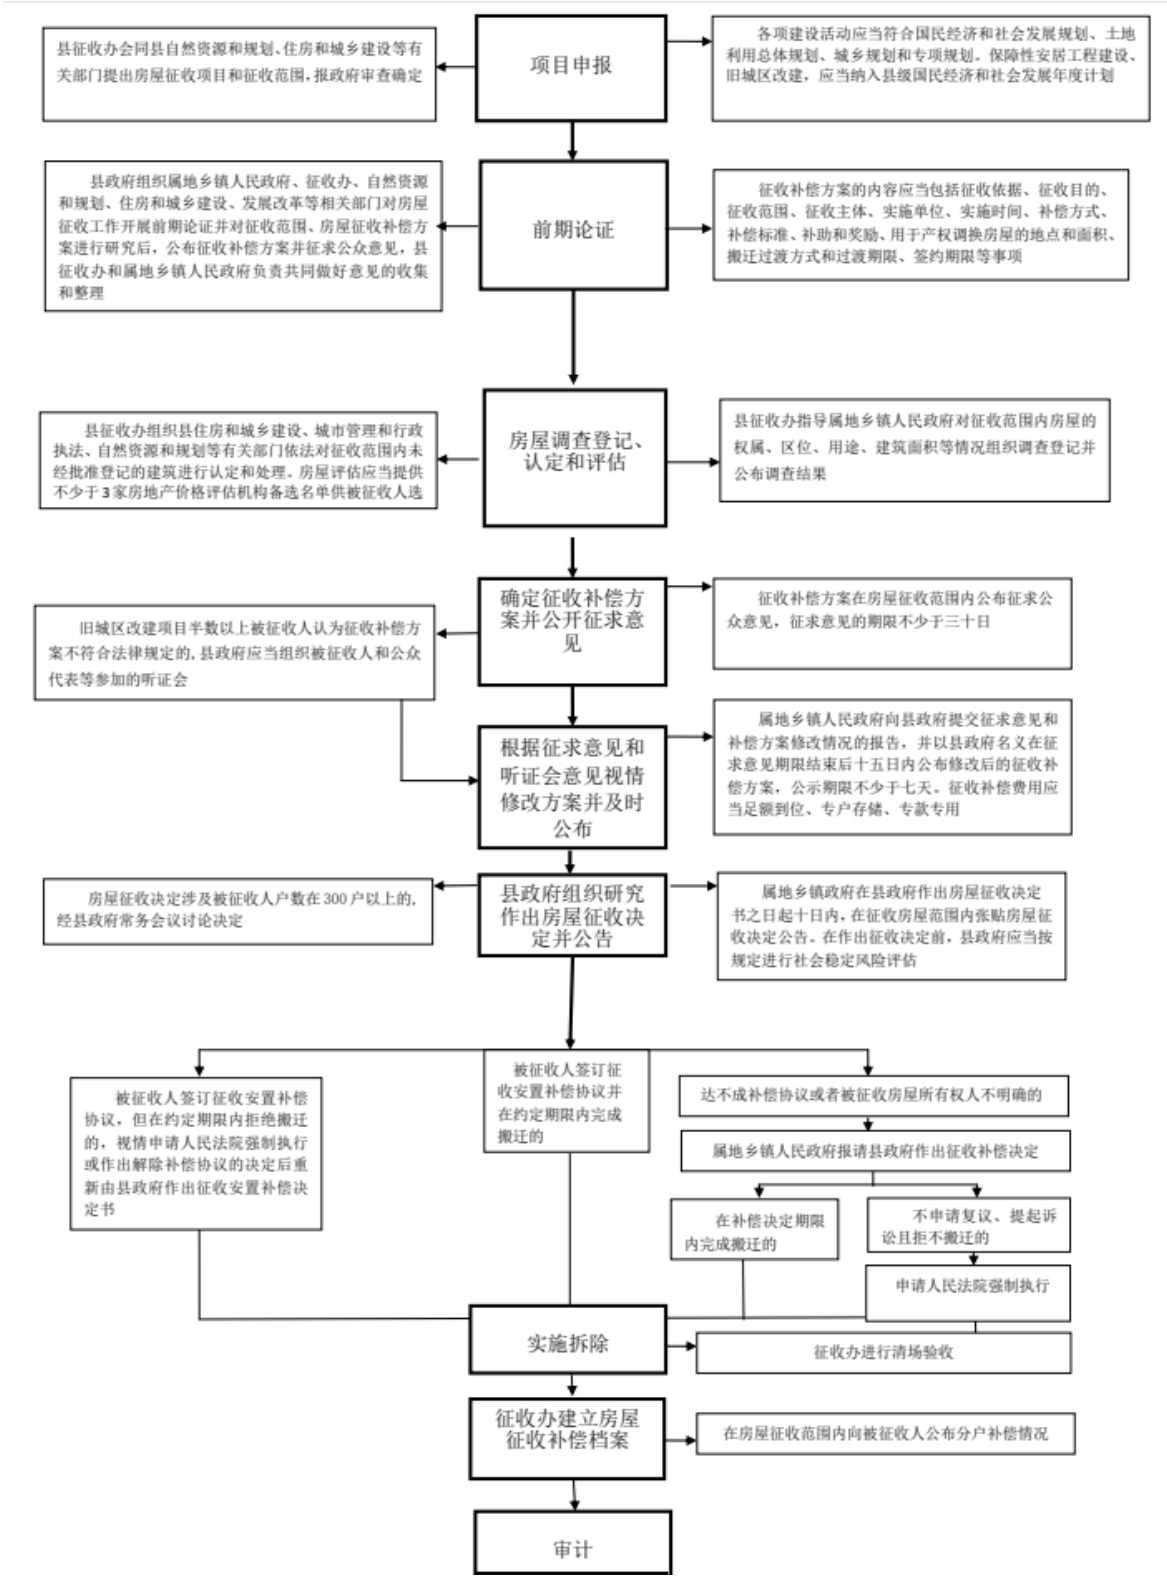 项目申报
县征收办会同县自然资源和规划、住房和城乡建设等有
关部门提出房屋征收项目和征收范围,报政府审查确定
各项建设活动应当符合国民经济和社会发展规划、土地
利用总体规划、城乡规划和专项规划。保障性安居工程建设、
旧城区改建,应当纳入县级国民经济和社会发展年度计划
前期论证
县政府组织属地乡镇人民政府、征收办、自然资源
和规划、住房和城乡建设、发展改革等相关部门对房屋
征收工作开展前期论证并对征收范围、房屋征收补偿方
案进行研究后,公布征收补偿方案并征求公众意见,县
征收办和属地乡镇人民政府负责共同做好意见的收集
和整理
征收补偿方案的内容应当包括征收依据、征收目的、
征收范围、征收主体、实施单位、实施时间、补偿方式、
补偿标准、补助和奖励、用于产权调换房屋的地点和面积、
搬迁过渡方式和过渡期限、签约期限等事项
房屋调查登记、
认定和评估
县征收办组织县住房和城乡建设、城市管理和行政
执法、自然资源和规划等有关部门依法对征收范围内未
经批准登记的建筑进行认定和处理。房屋评估应当提供
不少于3家房地产价格评估机构备选名单供被征收人选
县征收办指导属地乡镇人民政府对征收范围内房屋的
权属、区位、用途、建筑面积等情况组织调查登记并
公布调查结果
确定征收补偿方
案并公开征求意
见
旧城区改建项目半数以上被征收人认为征收补偿方
案不符合法律规定的,县政府应当组织被征收人和公众
代表等参加的听证会
征收补偿方案在房屋征收范围内公布征求公
众意见,征求意见的期限不少于三十日
根据征求意见和
听证会意见视情
修改方案并及时
公布
属地乡镇人民政府向县政府提交征求意见和
补偿方案修改情况的报告,并以县政府名义在征
求意见期限结束后十五日内公布修改后的征收补
偿方案,公示期限不少于七天。征收补偿费用应
当足额到位、专户存储、专款专用
县政府组织研究
作出房屋征收决
定并公告
房屋征收决定涉及被征收人户数在300户以上的,
经县政府常务会议讨论决定
属地乡镇政府在县政府作出房屋征收决定
书之日起十日内,在征收房屋范围内张贴房屋征
收决定公告。在作出征收决定前,县政府应当按
规定进行社会稳定风险评估
被征收人签订征收安置补偿
协议,但在约定期限内拒绝搬迁
的,视情申请人民法院强制执行
或作出解除补偿协议的决定后重
新由县政府作出征收安置补偿决
定书
被征收人签订征
收安置补偿协议并
在约定期限内完成
搬迁的
达不成补偿协议或者被征收房屋所有权人不明确的
属地乡镇人民政府报请县政府作出征收补偿决定
在补偿决定期限
内完成搬迁的
不申请复议、提起诉
讼且拒不搬迁的
申请人民法院强制执行
实施拆除
征收办进行清场验收
征收办建立房屋
征收补偿档案
在房屋征收范围内向被征收人公布分户补偿情况
审计